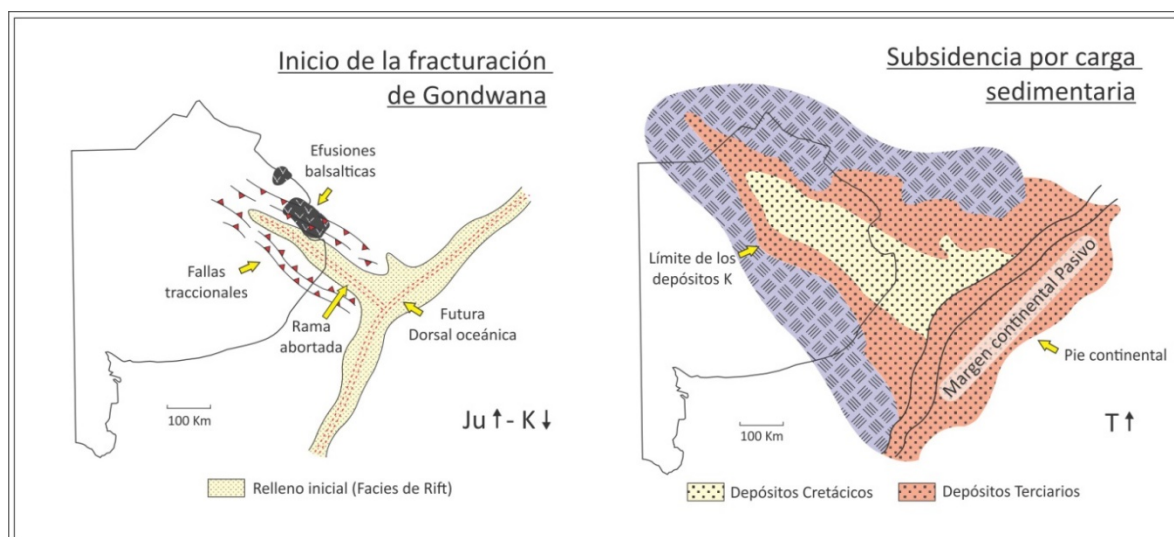 Inicio de la fracturación
de Gondwana
Efusiones
balsalticas
Fallas
traccionales
Rama
abortada
Futura
Dorsal oceánica
100 Km
Ju ↑ - K ↓
Relleno inicial (Facies de Rift)
Subsidencia por carga
sedimentaria
Límite de los
depósitos K
Margen continental Pasivo
Pie continental
100 Km
T ↑
Depósitos Cretácicos
Depósitos Terciarios